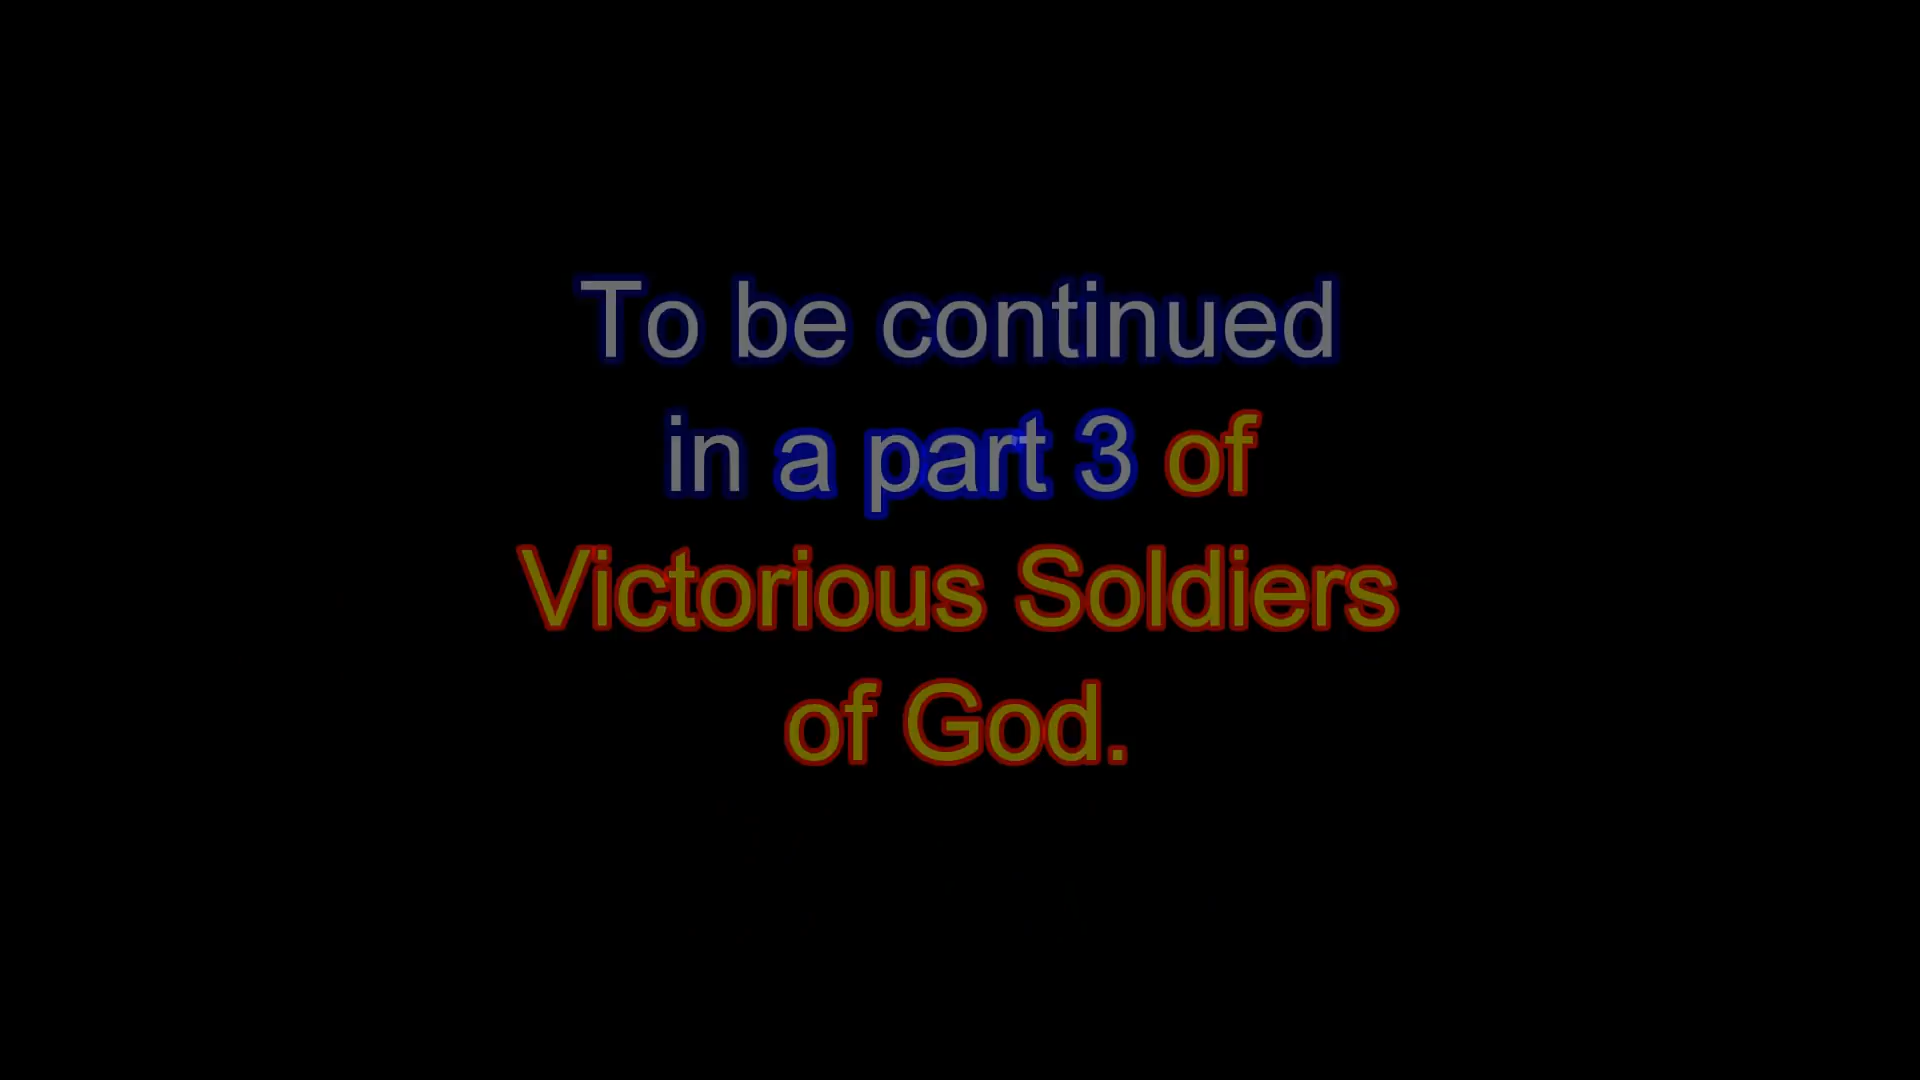 To be continued
in a part 3 of
Victorious Soldiers
of God.